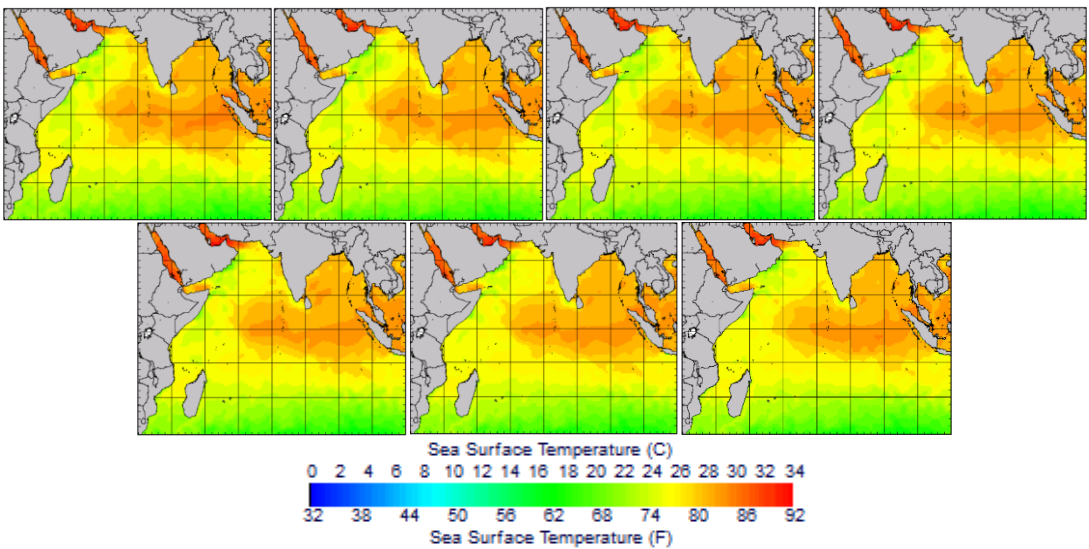 Sea Surface Temperature (C)
0 2 4 6 8 10 12 14 16 18 20 22 24 26 28 30 32 34
32 38 44 50 56 62 68 74 80 86 92
Sea Surface Temperature (F)